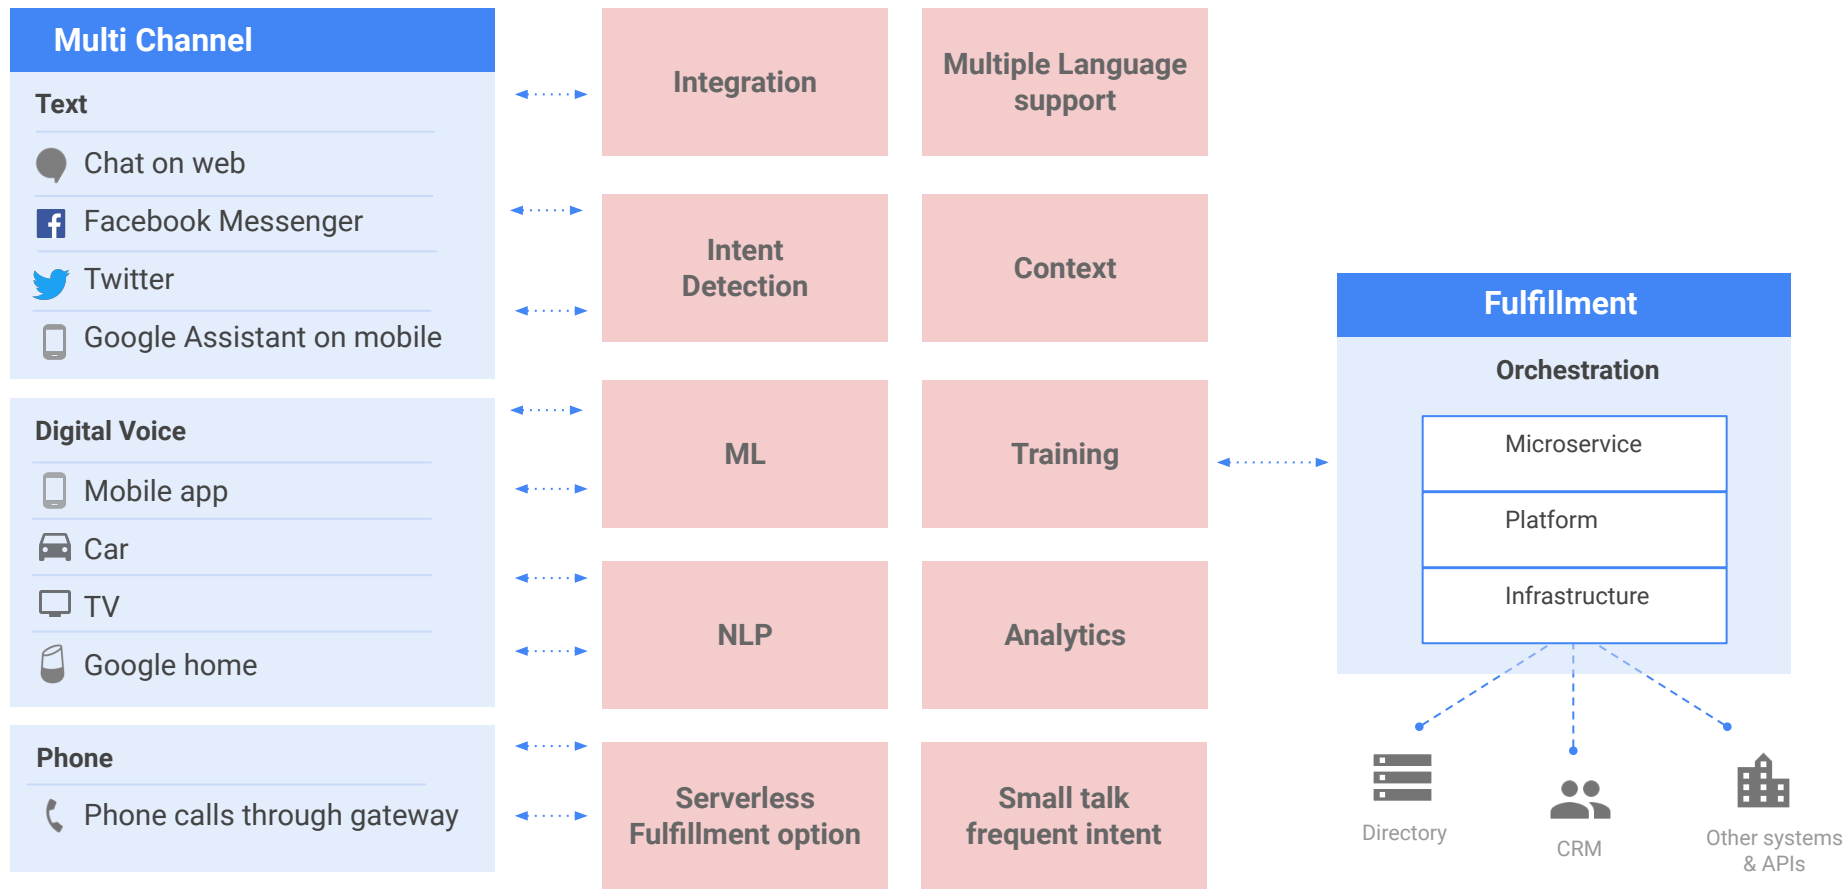 Multi Channel
Text
Chat on web
Facebook Messenger
Twitter
Google Assistant on mobile
Digital Voice
Mobile app
Car
TV
Google home
Phone
Phone calls through gateway
Integration
Multiple Language
support
Intent
Detection
Context
ML
Training
NLP
Analytics
Serverless
Fulfillment option
Small talk
frequent intent
Fulfillment
Orchestration
Microservice
Platform
Infrastructure
Directory
CRM
Other systems
& APIs